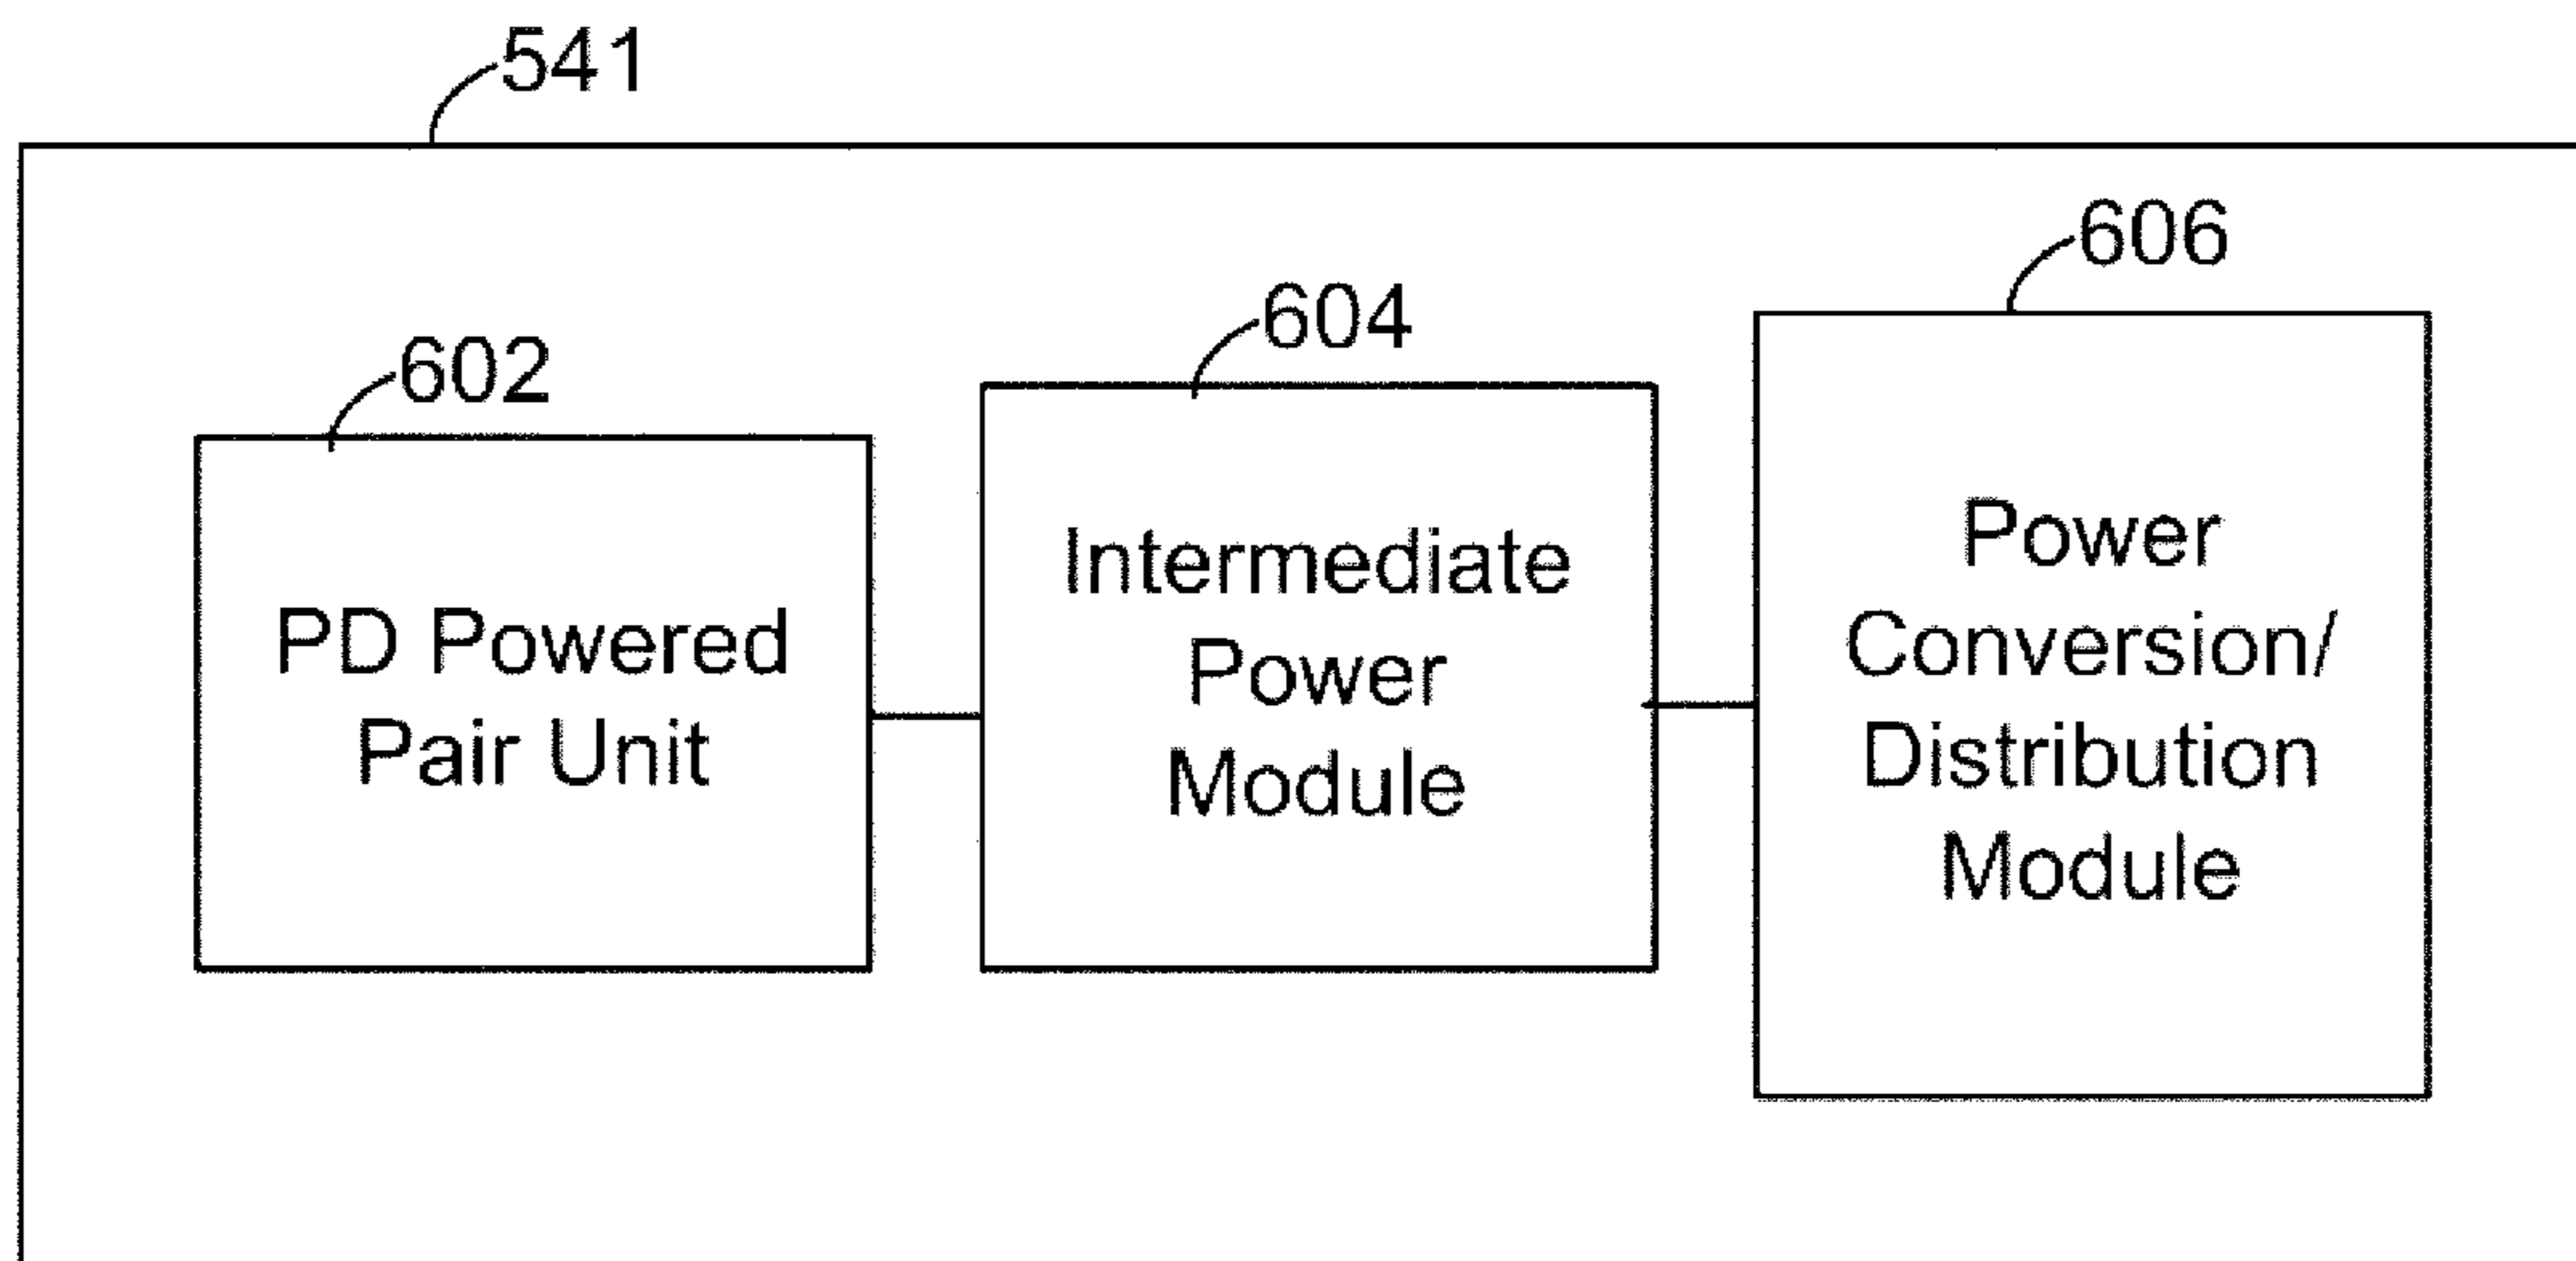 541
602
PD Powered
Pair Unit
604
Intermediate
Power
Module
606
Power
Conversion/
Distribution
Module